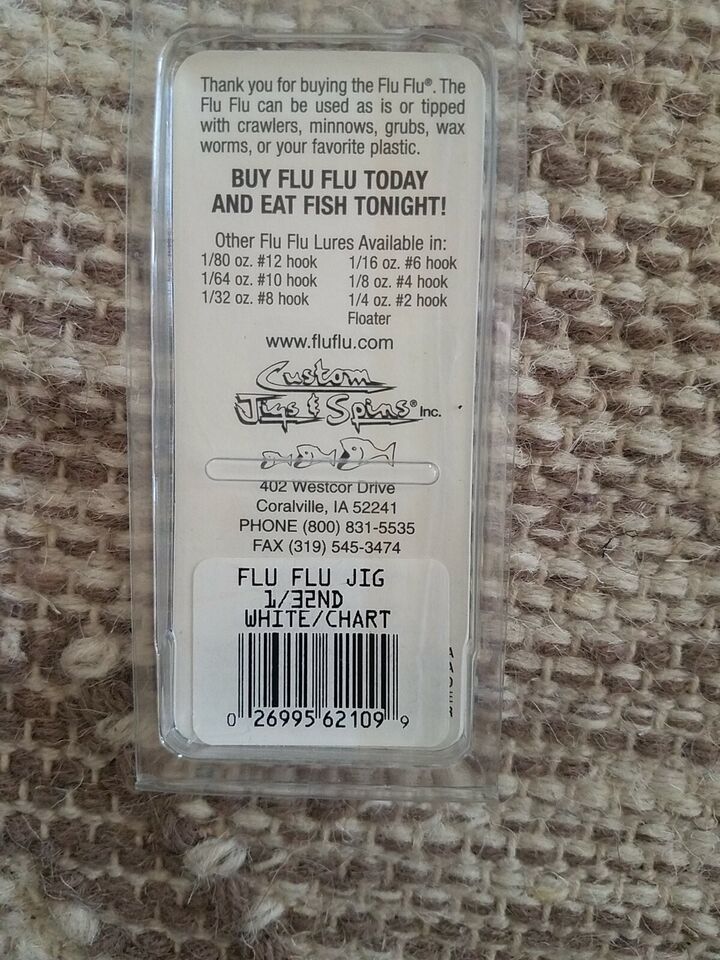 Thank you for buying the Flu Flu®. The
Flu Flu can be used as is or tipped
with crawlers, minnows, grubs, wax
worms, or your favorite plastic.
BUY FLU FLU TODAY
AND EAT FISH TONIGHT!
Other Flu Flu Lures Available in:
1/80 oz. #12 hook 1/16 oz. #6 hook
1/64 oz. #10 hook 1/8 oz. #4 hook
1/32 oz. #8 hook 1/4 oz. #2 hook
Floater
www.fluflu.com
Custom
Jigs & Spins® Inc.
402 Westcor Drive
Coralville, IA 52241
PHONE (800) 831-5535
FAX (319) 545-3474
FLU FLU JIG
1/32ND
WHITE/CHART
0 26995 62109 9